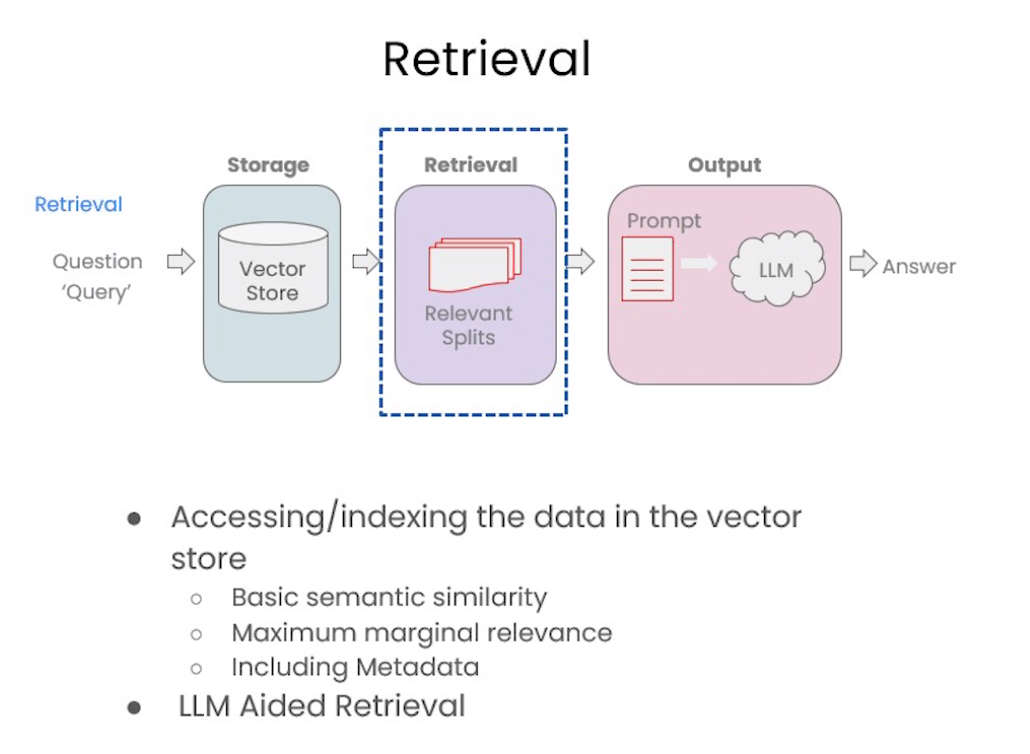 Retrieval
Storage
Retrieval
Output
Retrieval
Question
‘Query’
Vector
Store
Relevant
Splits
Prompt
LLM
Answer
● Accessing/indexing the data in the vector
store
○ Basic semantic similarity
○ Maximum marginal relevance
○ Including Metadata
● LLM Aided Retrieval